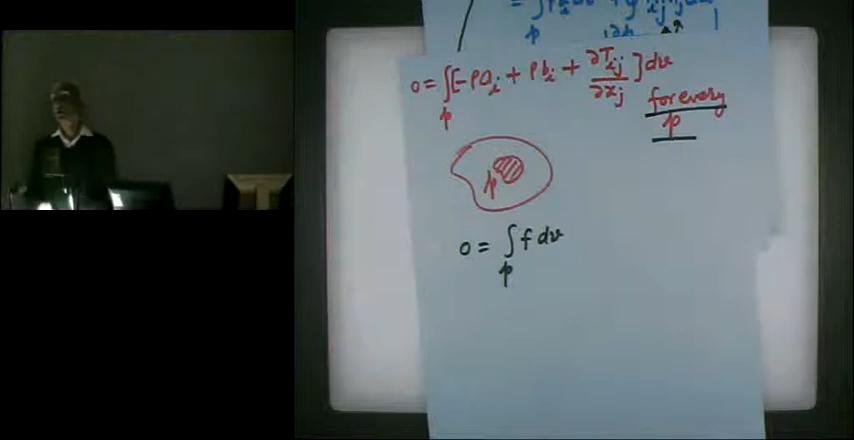 0 = ∫[-ρa_i + ρb_i + ∂T_ij/∂x_j] dv
p
for every
p
p
0 = ∫ f dv
p